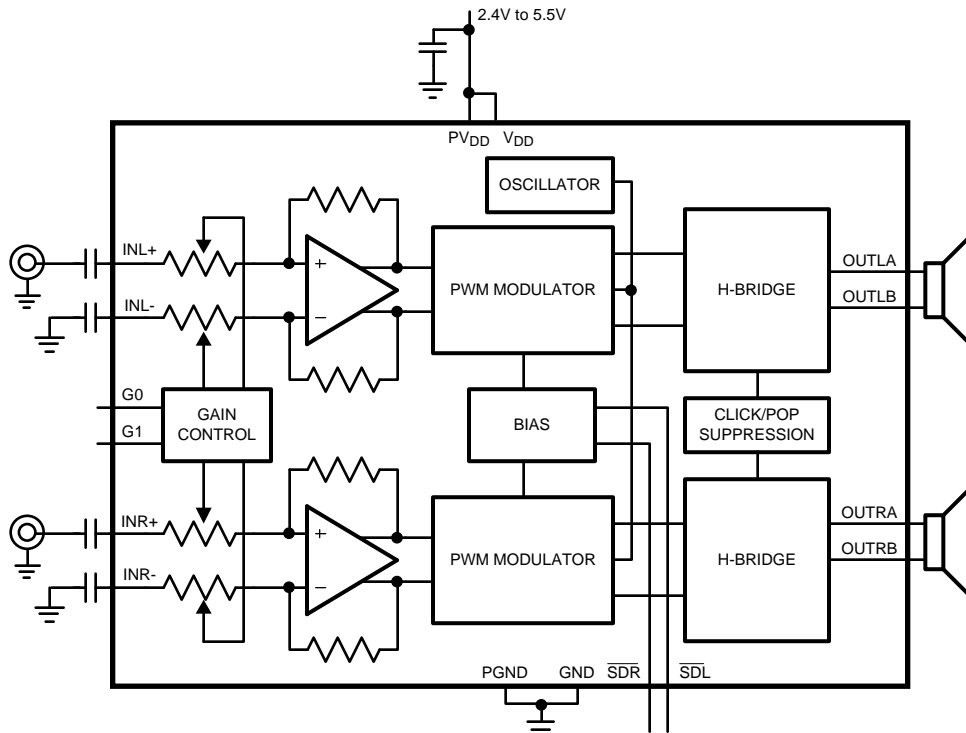 2.4V to 5.5V
PVDD VDD
OSCILLATOR
INL+
+
PWM MODULATOR
H-BRIDGE
OUTLA
INL-
−
OUTLB
G0
GAIN
CONTROL
G1
BIAS
CLICK/POP
SUPPRESSION
INR+
+
PWM MODULATOR
H-BRIDGE
OUTRA
INR-
−
OUTRB
PGND GND SDR SDL